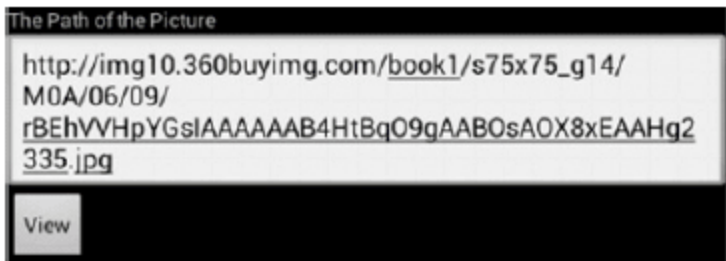 The Path of the Picture
http://img10.360buyimg.com/book1/s75x75_g14/
M0A/06/09/
rBEhVVHpYGsIAAAAAAB4HtBqO9gAABOsAOX8xEAAHg2
335.jpg
View